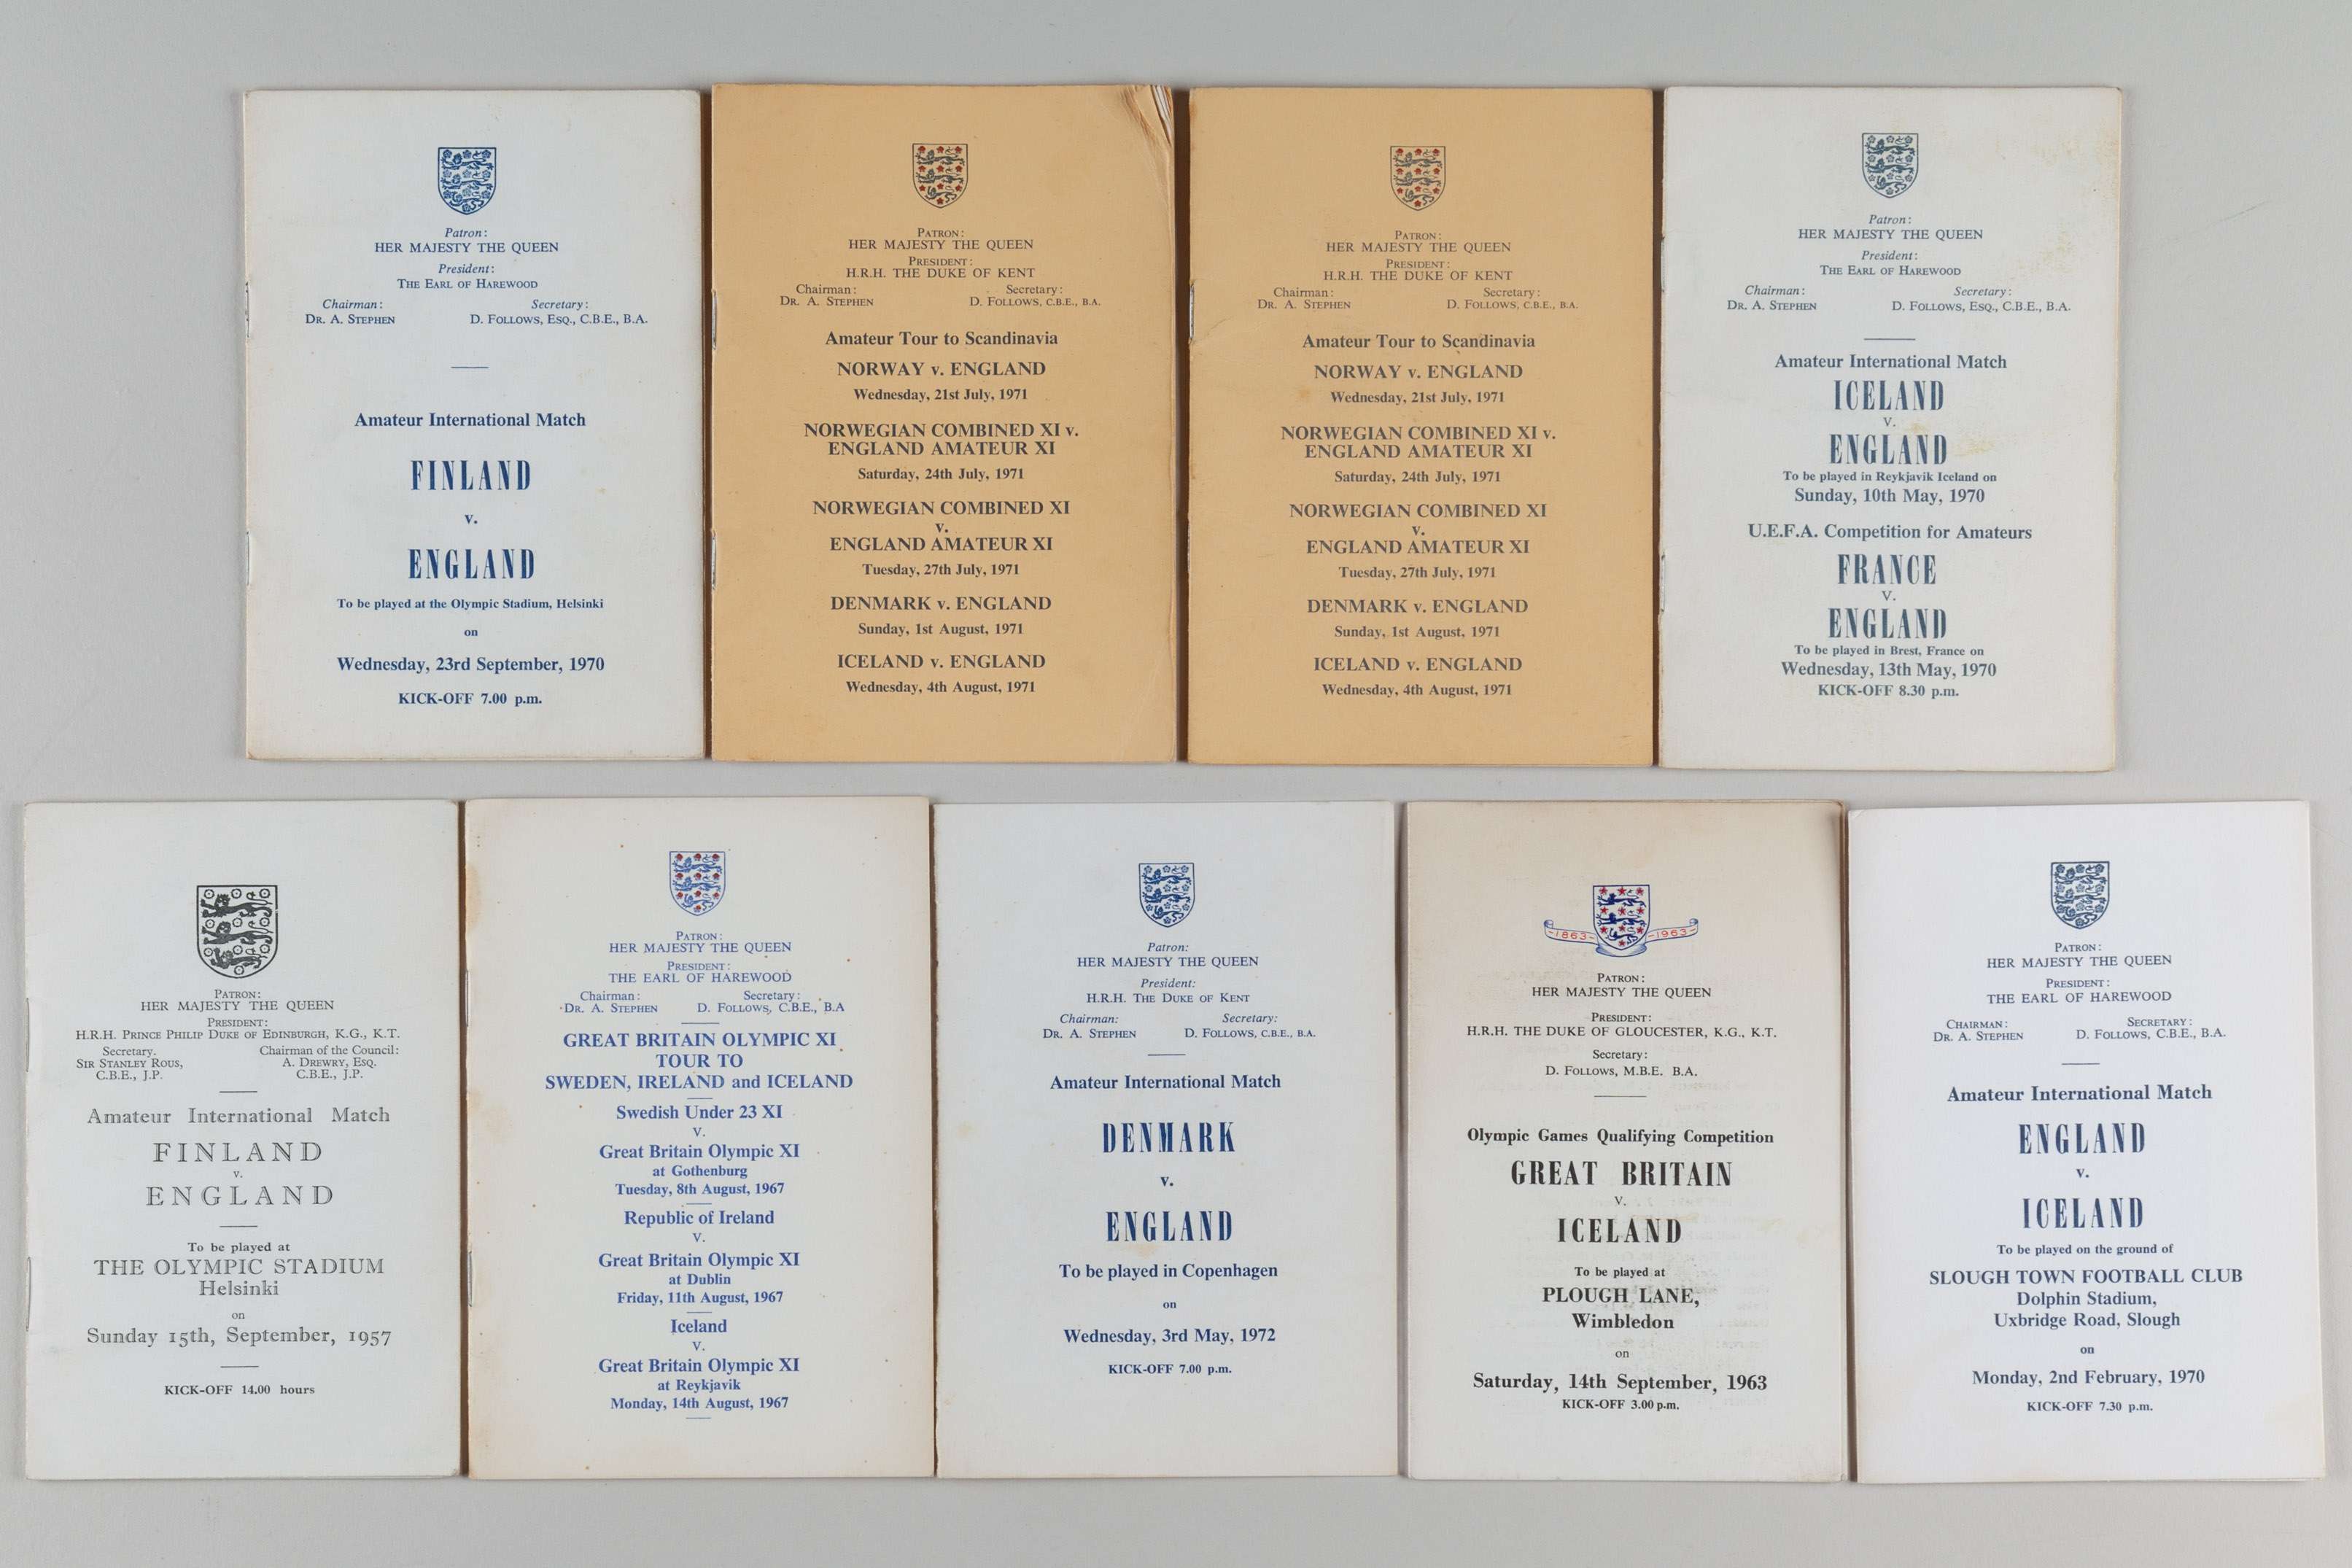 Patron:
HER MAJESTY THE QUEEN
President:
THE EARL OF HAREWOOD
Chairman: Secretary:
DR. A. STEPHEN D. FOLLOWS, ESQ., C.B.E., B.A.
Amateur International Match
FINLAND
v.
ENGLAND
To be played at the Olympic Stadium, Helsinki
on
Wednesday, 23rd September, 1970
KICK-OFF 7.00 p.m.
PATRON:
HER MAJESTY THE QUEEN
PRESIDENT:
H.R.H. THE DUKE OF KENT
Chairman: Secretary:
DR. A. STEPHEN D. FOLLOWS, C.B.E., B.A.
Amateur Tour to Scandinavia
NORWAY v. ENGLAND
Wednesday, 21st July, 1971
NORWEGIAN COMBINED XI v.
ENGLAND AMATEUR XI
Saturday, 24th July, 1971
NORWEGIAN COMBINED XI
v.
ENGLAND AMATEUR XI
Tuesday, 27th July, 1971
DENMARK v. ENGLAND
Sunday, 1st August, 1971
ICELAND v. ENGLAND
Wednesday, 4th August, 1971
PATRON:
HER MAJESTY THE QUEEN
PRESIDENT:
H.R.H. THE DUKE OF KENT
Chairman: Secretary:
DR. A. STEPHEN D. FOLLOWS, C.B.E., B.A.
Amateur Tour to Scandinavia
NORWAY v. ENGLAND
Wednesday, 21st July, 1971
NORWEGIAN COMBINED XI v.
ENGLAND AMATEUR XI
Saturday, 24th July, 1971
NORWEGIAN COMBINED XI
v.
ENGLAND AMATEUR XI
Tuesday, 27th July, 1971
DENMARK v. ENGLAND
Sunday, 1st August, 1971
ICELAND v. ENGLAND
Wednesday, 4th August, 1971
Patron:
HER MAJESTY THE QUEEN
President:
THE EARL OF HAREWOOD
Chairman: Secretary:
DR. A. STEPHEN D. FOLLOWS, ESQ., C.B.E., B.A.
Amateur International Match
ICELAND
v.
ENGLAND
To be played in Reykjavik Iceland on
Sunday, 10th May, 1970
U.E.F.A. Competition for Amateurs
FRANCE
v.
ENGLAND
To be played in Brest, France on
Wednesday, 13th May, 1970
KICK-OFF 8.30 p.m.
PATRON:
HER MAJESTY THE QUEEN
PRESIDENT:
H.R.H. PRINCE PHILIP DUKE OF EDINBURGH, K.G., K.T.
Secretary. Chairman of the Council:
SIR STANLEY ROUS, A. DREWRY, ESQ.
C.B.E., J.P. C.B.E., J.P.
Amateur International Match
FINLAND
v.
ENGLAND
To be played at
THE OLYMPIC STADIUM
Helsinki
on
Sunday 15th, September, 1957
KICK-OFF 14.00 hours
PATRON:
HER MAJESTY THE QUEEN
PRESIDENT:
THE EARL OF HAREWOOD
Chairman: Secretary:
DR. A. STEPHEN D. FOLLOWS, C.B.E., B.A
GREAT BRITAIN OLYMPIC XI
TOUR TO
SWEDEN, IRELAND and ICELAND
Swedish Under 23 XI
v.
Great Britain Olympic XI
at Gothenburg
Tuesday, 8th August, 1967
Republic of Ireland
v.
Great Britain Olympic XI
at Dublin
Friday, 11th August, 1967
Iceland
v.
Great Britain Olympic XI
at Reykjavik
Monday, 14th August, 1967
Patron:
HER MAJESTY THE QUEEN
President:
H.R.H. THE DUKE OF KENT
Chairman: Secretary:
DR. A. STEPHEN D. FOLLOWS, C.B.E., B.A.
Amateur International Match
DENMARK
v.
ENGLAND
To be played in Copenhagen
on
Wednesday, 3rd May, 1972
KICK-OFF 7.00 p.m.
1863 1963
PATRON:
HER MAJESTY THE QUEEN
PRESIDENT:
H.R.H. THE DUKE OF GLOUCESTER, K.G., K.T.
Secretary:
D. FOLLOWS, M.B.E. B.A.
Olympic Games Qualifying Competition
GREAT BRITAIN
v.
ICELAND
To be played at
PLOUGH LANE,
Wimbledon
on
Saturday, 14th September, 1963
KICK-OFF 3.00 p.m.
PATRON:
HER MAJESTY THE QUEEN
PRESIDENT:
THE EARL OF HAREWOOD
CHAIRMAN: SECRETARY:
DR. A. STEPHEN D. FOLLOWS, C.B.E., B.A.
Amateur International Match
ENGLAND
v.
ICELAND
To be played on the ground of
SLOUGH TOWN FOOTBALL CLUB
Dolphin Stadium,
Uxbridge Road, Slough
on
Monday, 2nd February, 1970
KICK-OFF 7.30 p.m.